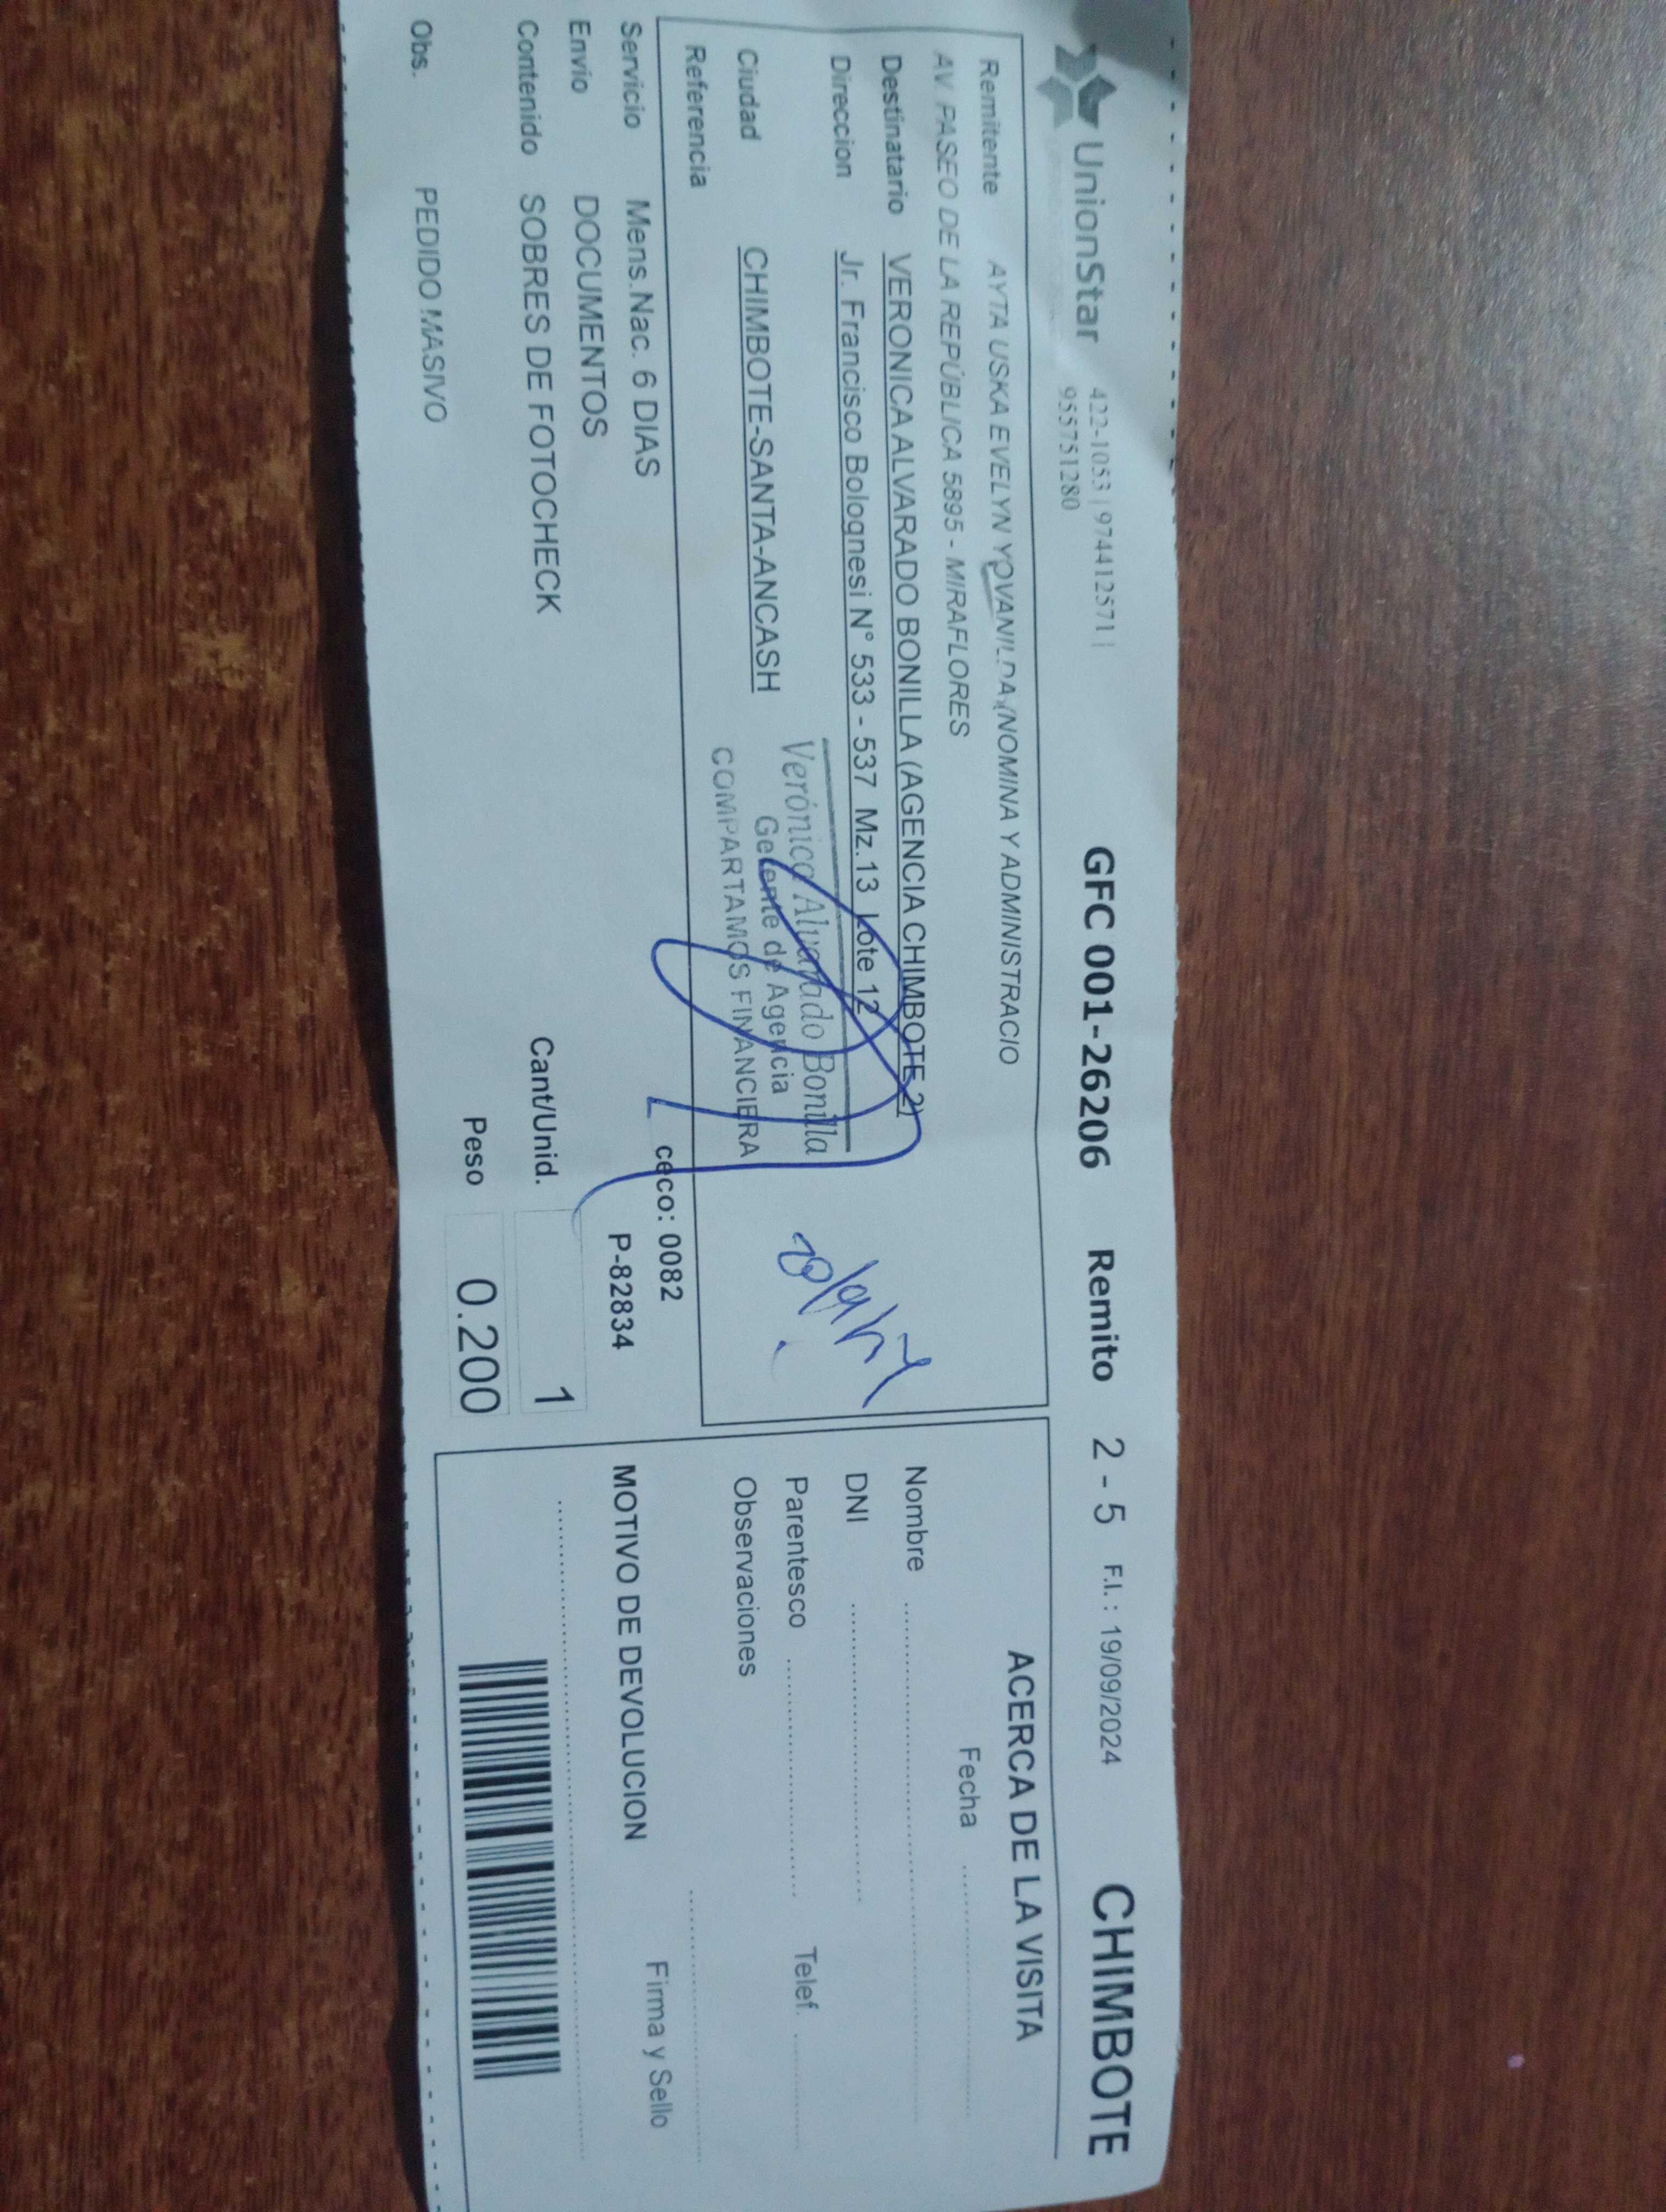 UnionStar 422-1053 | 974412571 |
955751280
GFC 001-26206 Remito 2 - 5 F.I. : 19/09/2024 CHIMBOTE
Remitente AYTA USKA EVELYN YOVANILDA (NOMINA Y ADMINISTRACIO
AV PASEO DE LA REPÚBLICA 5895 - MIRAFLORES
Destinatario VERONICA ALVARADO BONILLA (AGENCIA CHIMBOTE 2)
Direccion Jr. Francisco Bolognesi N° 533 - 537 Mz.13 Lote 12
Ciudad CHIMBOTE-SANTA-ANCASH
Referencia
Verónica Alvarado Bonilla
Gerente de Agencia
COMPARTAMOS FINANCIERA
Servicio Mens.Nac. 6 DIAS
ceco: 0082
P-82834
Envio DOCUMENTOS
Contenido SOBRES DE FOTOCHECK
Cant/Unid. 1
Obs. PEDIDO MASIVO
Peso 0.200
ACERCA DE LA VISITA
Fecha
Nombre
DNI
Parentesco Telef.
Observaciones
MOTIVO DE DEVOLUCION
Firma y Sello